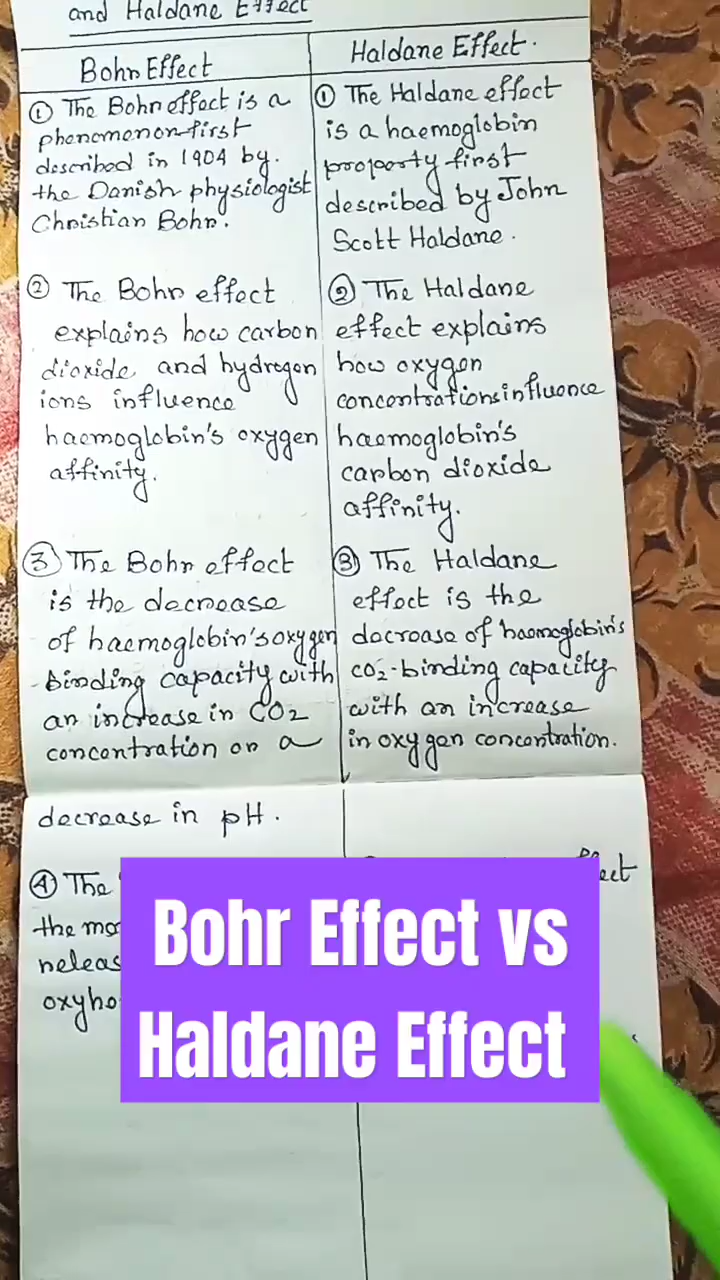 and Haldane Effect
Bohr Effect
① The Bohr effect is a
phenomenon first
described in 1904 by
the Danish physiologist
Christian Bohr.
② The Bohr effect
explains how carbon
dioxide and hydrogen
ions influence
haemoglobin's oxygen
affinity.
③ The Bohr effect
is the decrease
of haemoglobin's oxygen
binding capacity with
an increase in CO2
concentration or a
decrease in pH.
④ The
Haldane Effect.
① The Haldane effect
is a haemoglobin
property first
described by John
Scott Haldane.
② The Haldane
effect explains
how oxygen
concentrations influence
haemoglobin's
carbon dioxide
affinity.
③ The Haldane
effect is the
decrease of haemoglobin's
CO2-binding capacity
with an increase
in oxygen concentration.
Bohr Effect vs
Haldane Effect